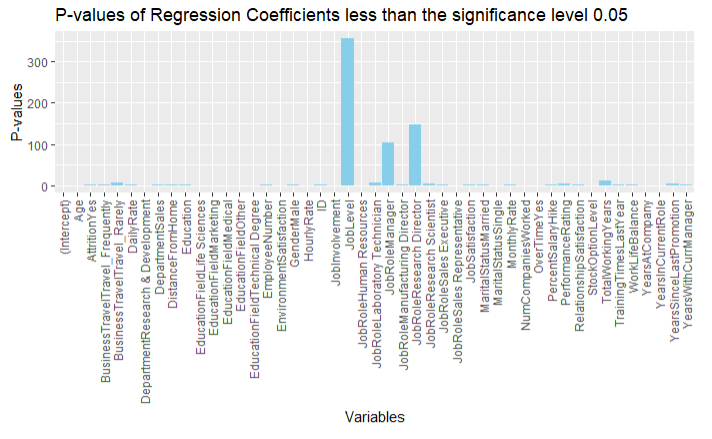 P-values of Regression Coefficients less than the significance level 0.05
P-values
300
200
100
0
(Intercept)
Age
AttritionYes
BusinessTravelTravel_Frequently
BusinessTravelTravel_Rarely
DailyRate
DepartmentResearch & Development
DepartmentSales
DistanceFromHome
Education
EducationFieldLife Sciences
EducationFieldMarketing
EducationFieldMedical
EducationFieldOther
EducationFieldTechnical Degree
EmployeeNumber
EnvironmentSatisfaction
GenderMale
HourlyRate
ID
JobInvolvement
JobLevel
JobRoleHuman Resources
JobRoleLaboratory Technician
JobRoleManager
JobRoleManufacturing Director
JobRoleResearch Director
JobRoleResearch Scientist
JobRoleSales Executive
JobRoleSales Representative
JobSatisfaction
MaritalStatusMarried
MaritalStatusSingle
MonthlyRate
NumCompaniesWorked
OverTimeYes
PercentSalaryHike
PerformanceRating
RelationshipSatisfaction
StockOptionLevel
TotalWorkingYears
TrainingTimesLastYear
WorkLifeBalance
YearsAtCompany
YearsInCurrentRole
YearsSinceLastPromotion
YearsWithCurrManager
Variables